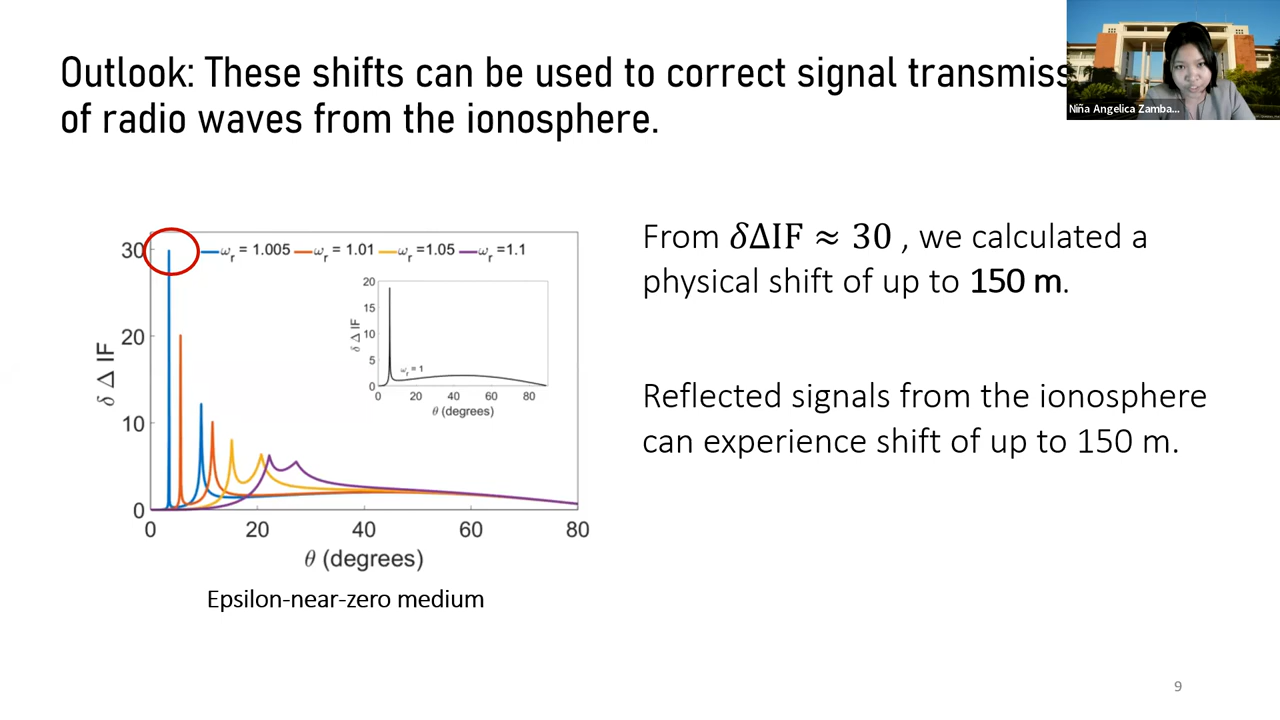 Outlook: These shifts can be used to correct signal transmiss
of radio waves from the ionosphere.
Niña Angelica Zamba...
30
20
10
0
δ Δ IF
ω_r = 1.005 ω_r = 1.01 ω_r = 1.05 ω_r =1.1
20
15
10
5
0
δ Δ IF
ω_r = 1
0 20 40 60 80
θ (degrees)
0 20 40 60 80
θ (degrees)
Epsilon-near-zero medium
From δΔIF ≈ 30 , we calculated a
physical shift of up to 150 m.
Reflected signals from the ionosphere
can experience shift of up to 150 m.
9